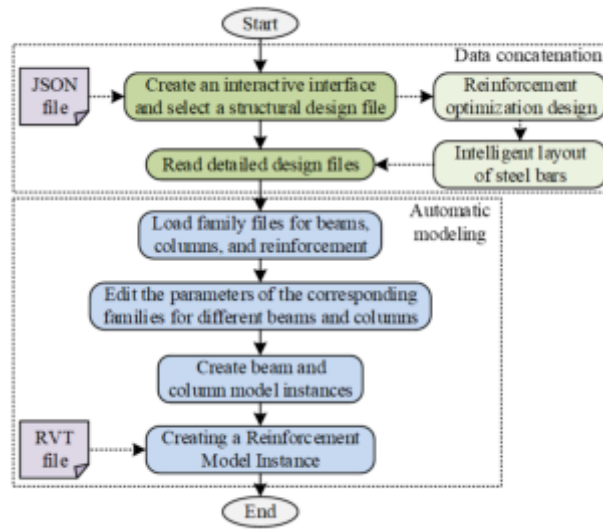 Start
Data concatenation
JSON
file
Create an interactive interface
and select a structural design file
Reinforcement
optimization design
Read detailed design files
Intelligent layout
of steel bars
Automatic
modeling
Load family files for beams,
columns, and reinforcement
Edit the parameters of the corresponding
families for different beams and columns
Create beam and
column model instances
RVT
file
Creating a Reinforcement
Model Instance
End